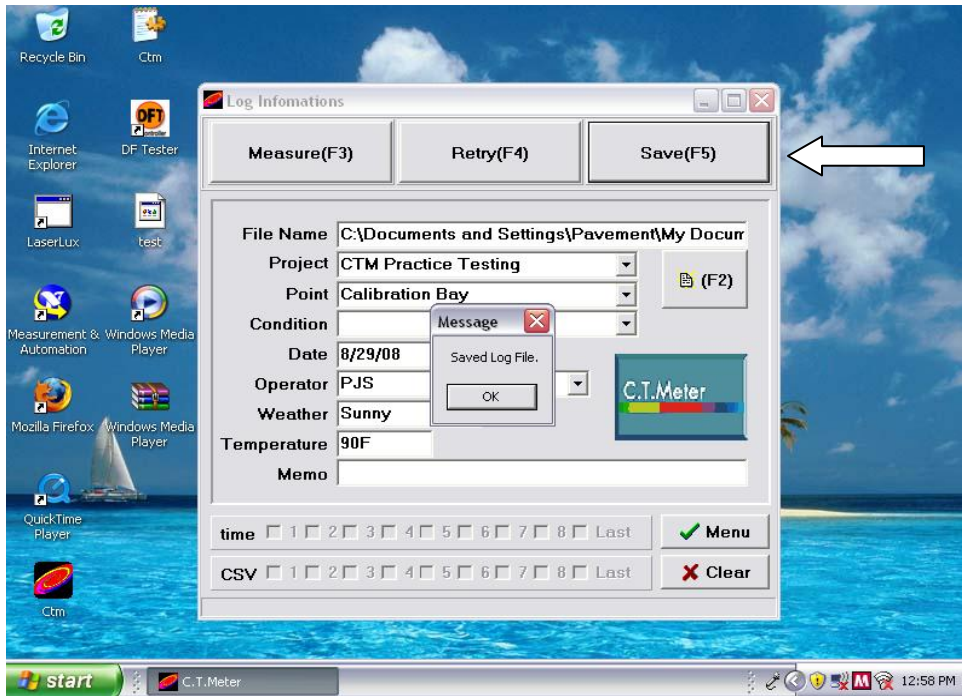 Recycle Bin
Ctm
Internet
Explorer
DFT
DF Tester
LaserLux
test
Measurement &
Automation
Windows Media
Player
Mozilla Firefox
Windows Media
Player
QuickTime
Player
Ctm
Log Infomations
Measure(F3)
Retry(F4)
Save(F5)
File Name C:\Documents and Settings\Pavement\My Docum
Project CTM Practice Testing
(F2)
Point Calibration Bay
Condition
Date 8/29/08
Operator PJS
Weather Sunny
Temperature 90F
Memo
Message
Saved Log File.
OK
C.T.Meter
time 1 2 3 4 5 6 7 8 Last
Menu
CSV 1 2 3 4 5 6 7 8 Last
Clear
start
C.T.Meter
M
12:58 PM